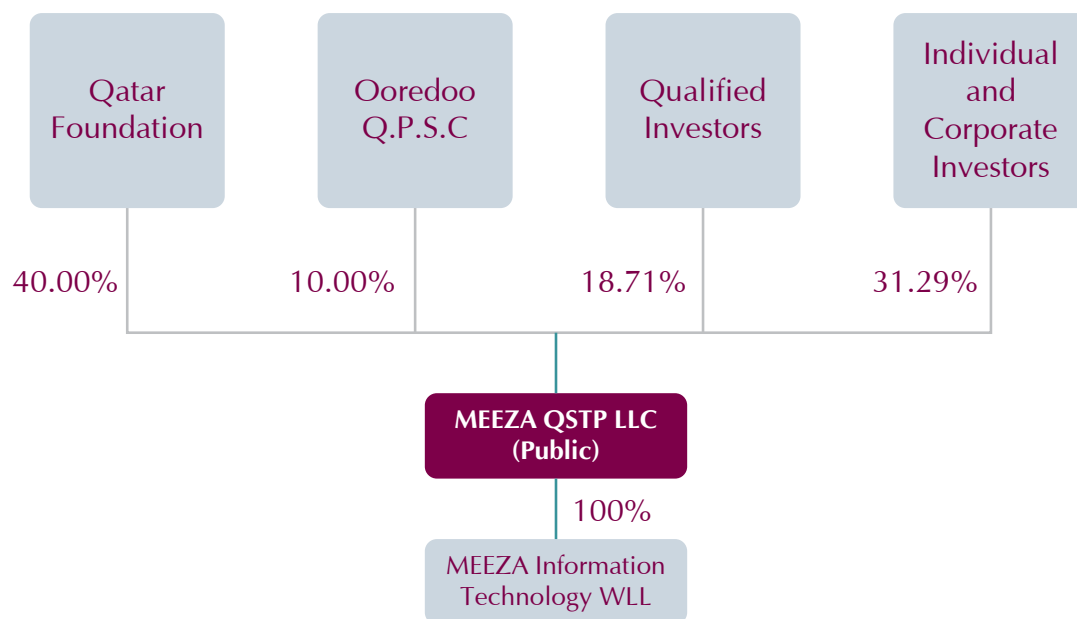 Qatar
Foundation
Ooredoo
Q.P.S.C
Qualified
Investors
Individual
and
Corporate
Investors
40.00%
10.00%
18.71%
31.29%
MEEZA QSTP LLC
(Public)
100%
MEEZA Information
Technology WLL